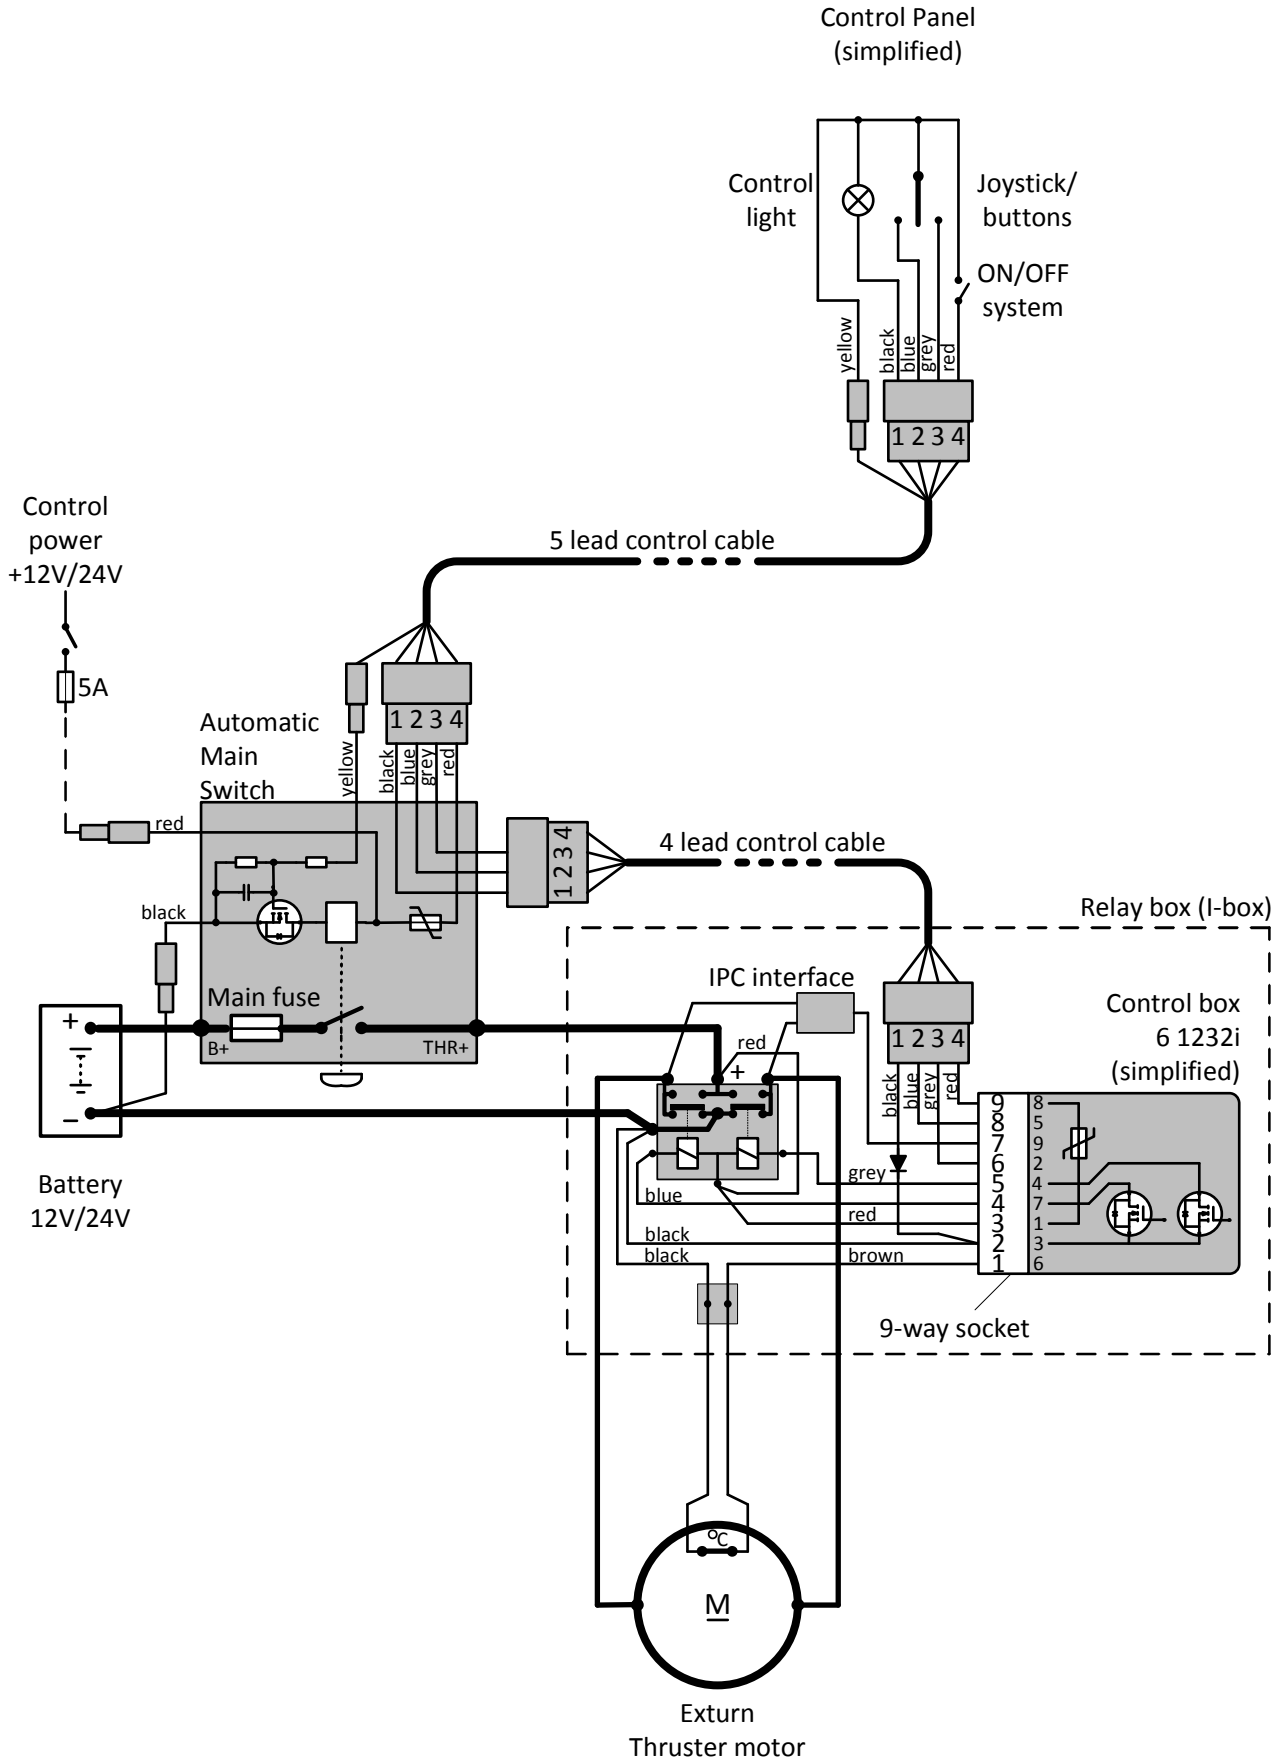 Control Panel
(simplified)
Control
light
Joystick/
buttons
ON/OFF
system
yellow
black
blue
grey
red
1 2 3 4
Control
power
+12V/24V
5A
5 lead control cable
Automatic
Main
Switch
1 2 3 4
yellow
black
blue
grey
red
red
black
1 2 3 4
4 lead control cable
Relay box (I-box)
Main fuse
B+
THR+
+
−
Battery
12V/24V
IPC interface
Control box
6 1232i
(simplified)
1 2 3 4
black
blue
grey
red
red
+
9 8
8 5
7 9
6 2
5 4
4 7
3 1
2 3
1 6
grey
blue
red
black
black
brown
9-way socket
°C
M
Exturn
Thruster motor